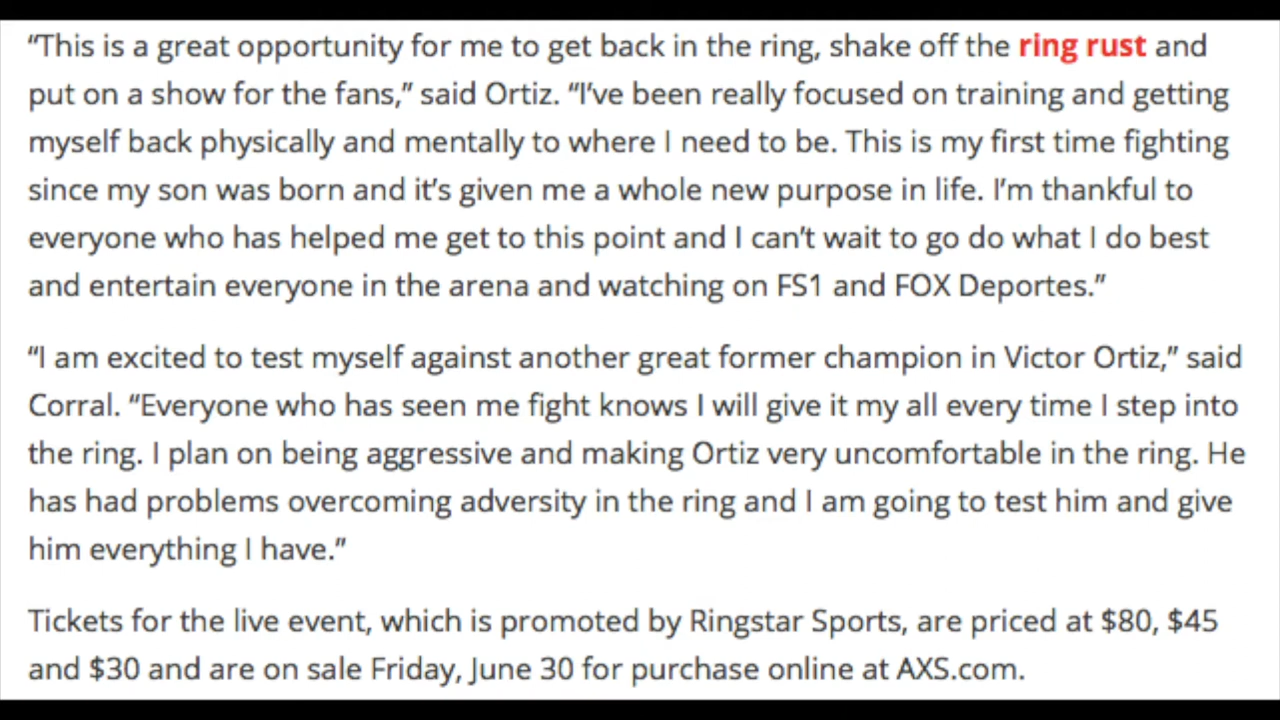 “This is a great opportunity for me to get back in the ring, shake off the ring rust and
put on a show for the fans,” said Ortiz. “I’ve been really focused on training and getting
myself back physically and mentally to where I need to be. This is my first time fighting
since my son was born and it’s given me a whole new purpose in life. I’m thankful to
everyone who has helped me get to this point and I can’t wait to go do what I do best
and entertain everyone in the arena and watching on FS1 and FOX Deportes.”
“I am excited to test myself against another great former champion in Victor Ortiz,” said
Corral. “Everyone who has seen me fight knows I will give it my all every time I step into
the ring. I plan on being aggressive and making Ortiz very uncomfortable in the ring. He
has had problems overcoming adversity in the ring and I am going to test him and give
him everything I have.”
Tickets for the live event, which is promoted by Ringstar Sports, are priced at $80, $45
and $30 and are on sale Friday, June 30 for purchase online at AXS.com.